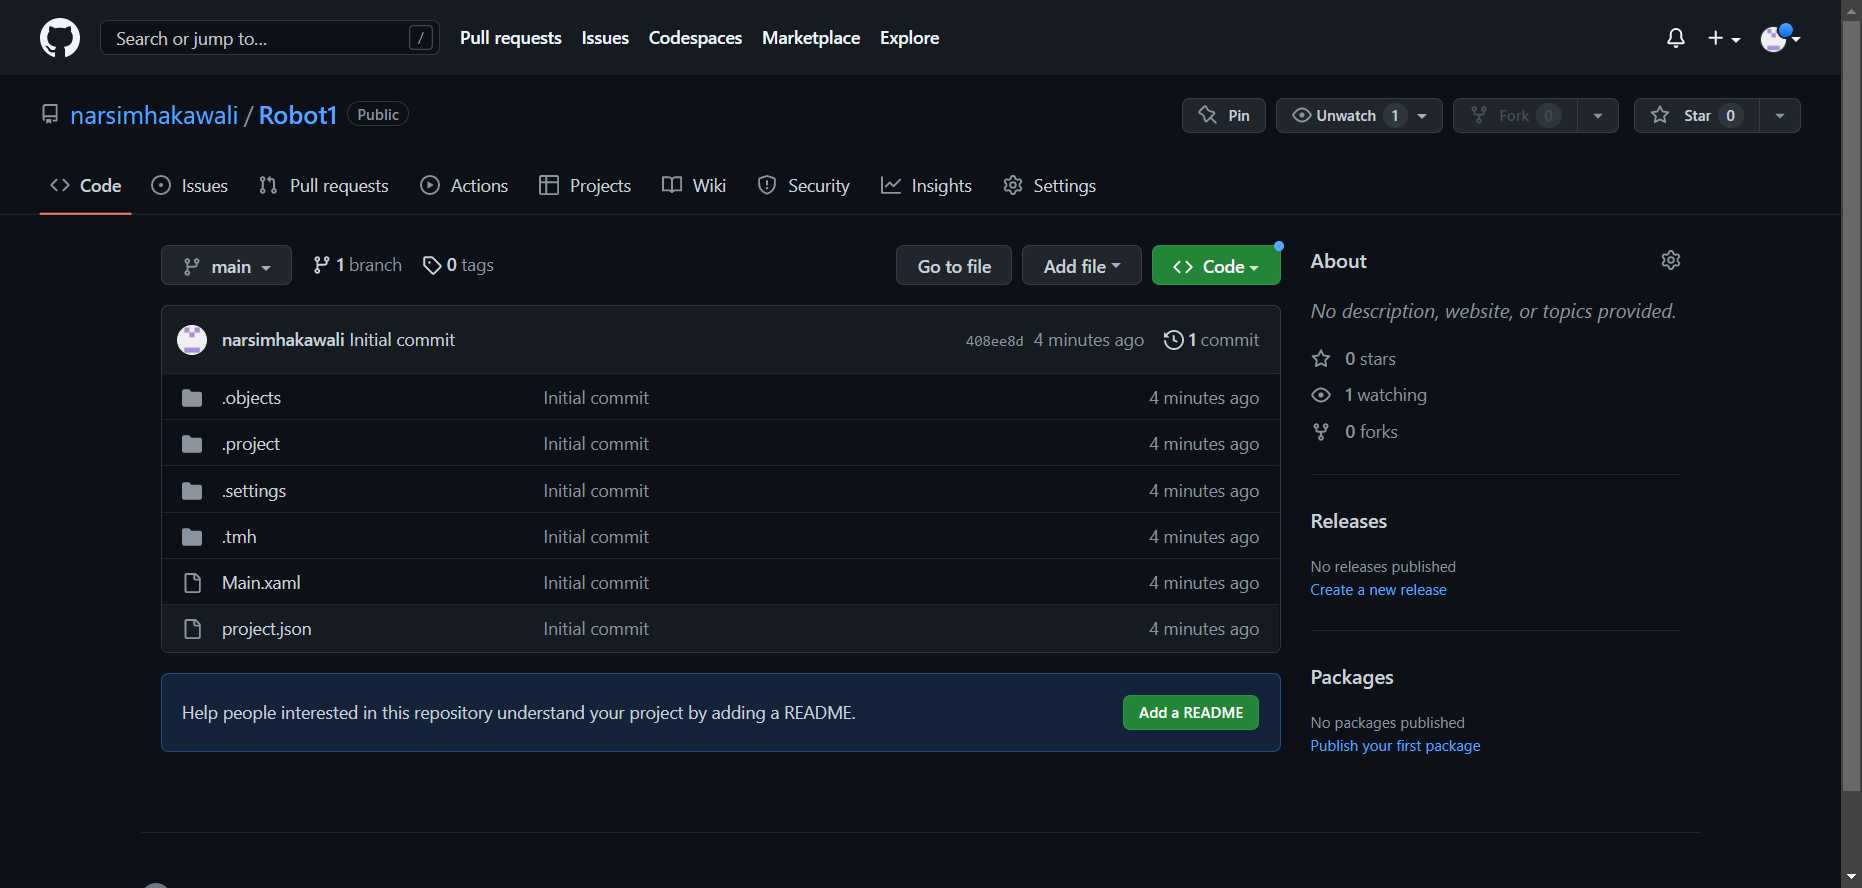 Search or jump to... /
Pull requests Issues Codespaces Marketplace Explore
narsimhakawali / Robot1 Public
Pin Unwatch 1 Fork 0 Star 0
Code Issues Pull requests Actions Projects Wiki Security Insights Settings
main 1 branch 0 tags Go to file Add file Code
narsimhakawali Initial commit 408ee8d 4 minutes ago 1 commit
.objects Initial commit 4 minutes ago
.project Initial commit 4 minutes ago
.settings Initial commit 4 minutes ago
.tmh Initial commit 4 minutes ago
Main.xaml Initial commit 4 minutes ago
project.json Initial commit 4 minutes ago
Help people interested in this repository understand your project by adding a README. Add a README
About
No description, website, or topics provided.
0 stars
1 watching
0 forks
Releases
No releases published
Create a new release
Packages
No packages published
Publish your first package